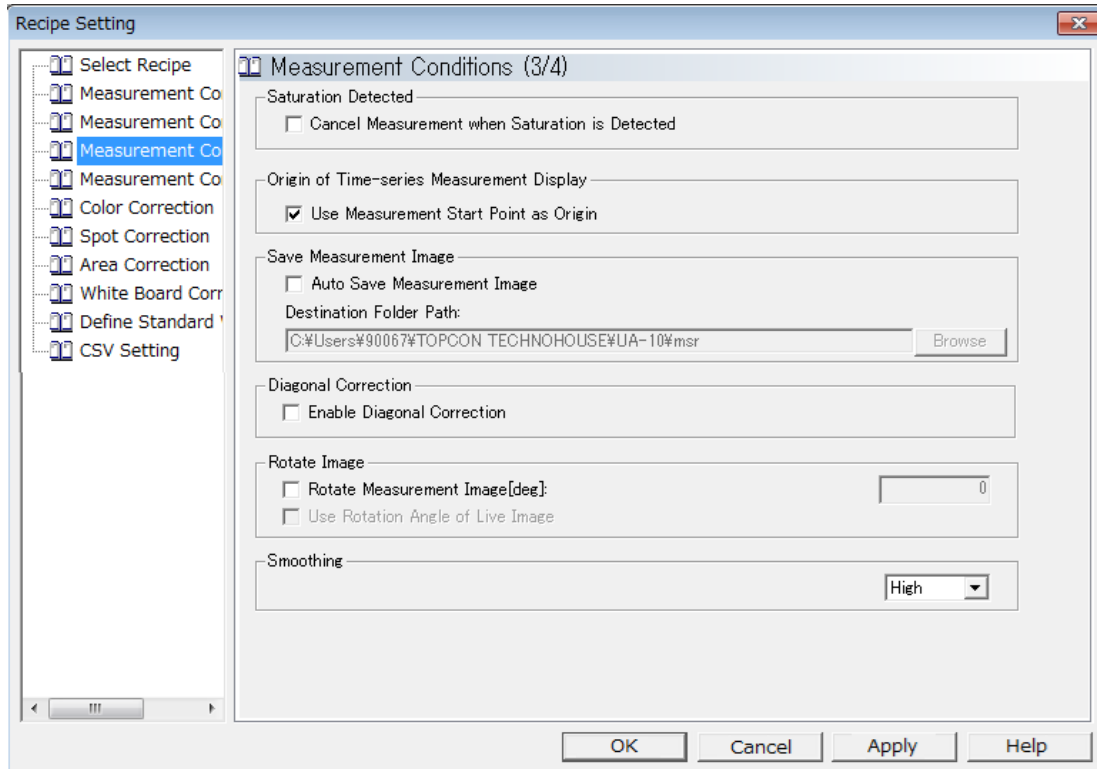 Recipe Setting
Select Recipe
Measurement Co
Measurement Co
Measurement Co
Measurement Co
Color Correction
Spot Correction
Area Correction
White Board Corr
Define Standard
CSV Setting
Measurement Conditions (3/4)
Saturation Detected
Cancel Measurement when Saturation is Detected
Origin of Time-series Measurement Display
Use Measurement Start Point as Origin
Save Measurement Image
Auto Save Measurement Image
Destination Folder Path:
C:¥Users¥90067¥TOPCON TECHNOHOUSE¥UA-10¥msr
Browse
Diagonal Correction
Enable Diagonal Correction
Rotate Image
Rotate Measurement Image[deg]: 0
Use Rotation Angle of Live Image
Smoothing
High
OK Cancel Apply Help